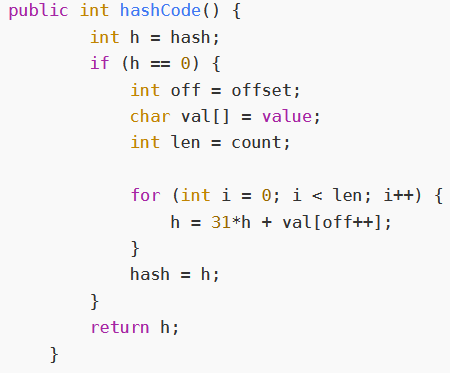 public int hashCode() {
        int h = hash;
        if (h == 0) {
            int off = offset;
            char val[] = value;
            int len = count;

            for (int i = 0; i < len; i++) {
                h = 31*h + val[off++];
            }
            hash = h;
        }
        return h;
    }